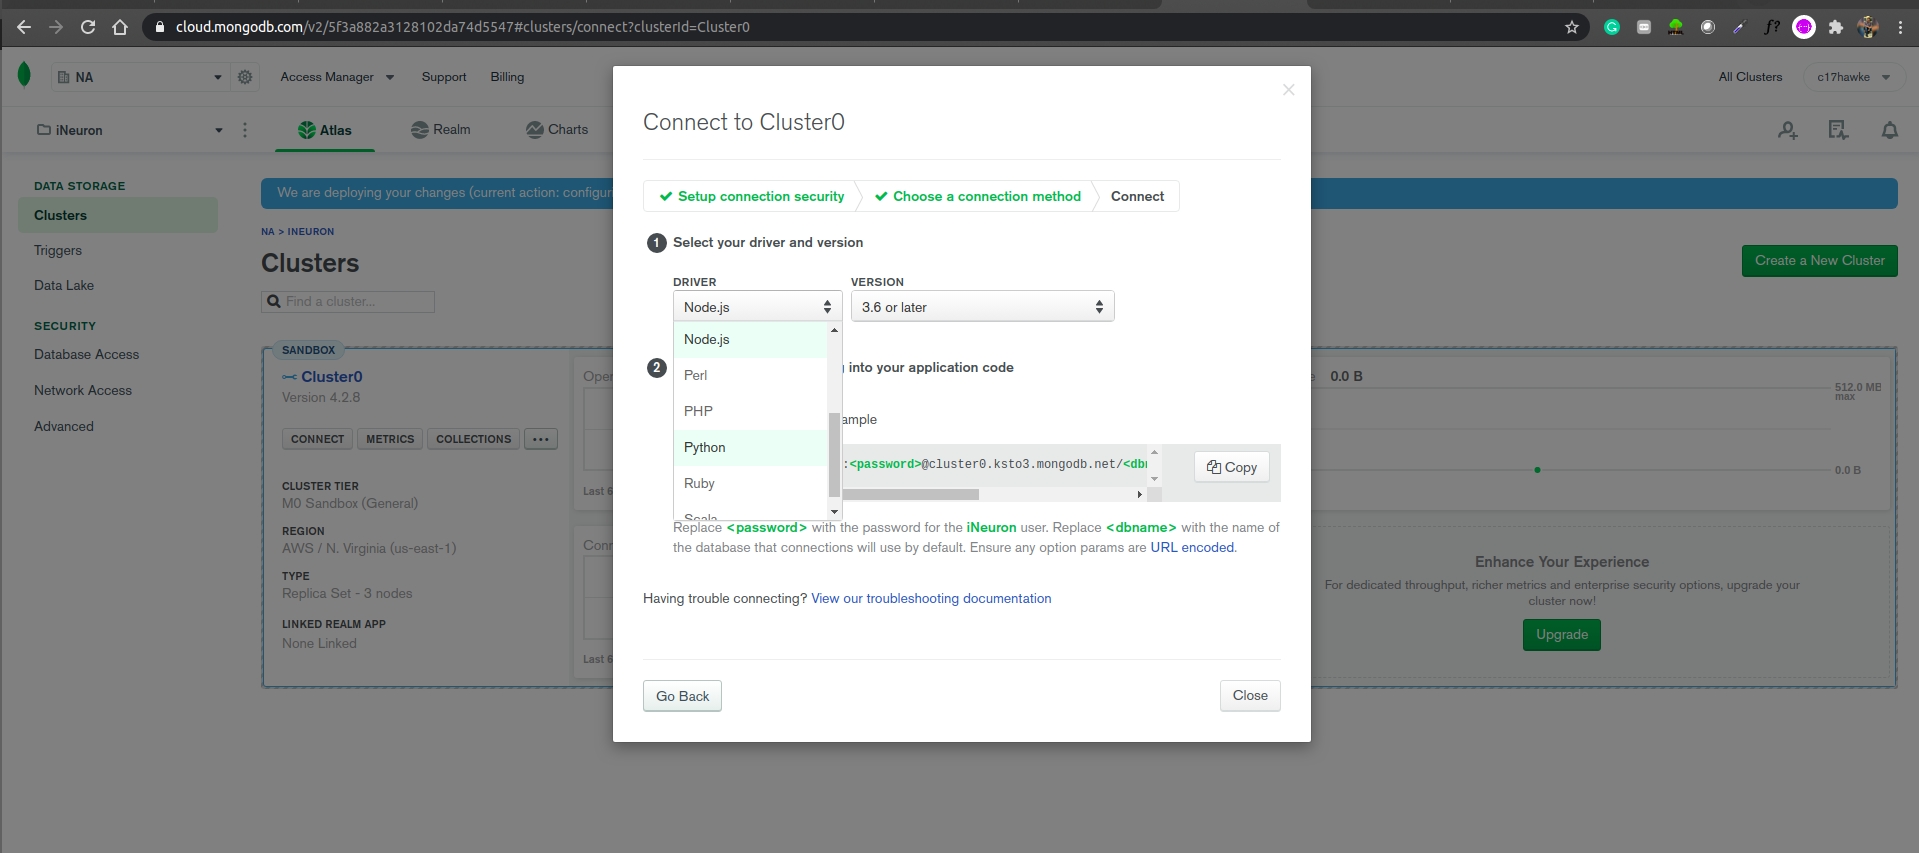 cloud.mongodb.com/v2/5f3a882a3128102da74d5547#clusters/connect?clusterId=Cluster0
NA
Access Manager
Support
Billing
All Clusters
c17hawke
iNeuron
Atlas
Realm
Charts
DATA STORAGE
Clusters
Triggers
Data Lake
SECURITY
Database Access
Network Access
Advanced
We are deploying your changes (current action: configur
NA > INEURON
Clusters
Find a cluster...
Create a New Cluster
SANDBOX
Cluster0
Version 4.2.8
CONNECT
METRICS
COLLECTIONS
...
CLUSTER TIER
M0 Sandbox (General)
REGION
AWS / N. Virginia (us-east-1)
TYPE
Replica Set - 3 nodes
LINKED REALM APP
None Linked
Oper
Last 6
Conn
Last 6
0.0 B
512.0 MB
max
0.0 B
Enhance Your Experience
For dedicated throughput, richer metrics and enterprise security options, upgrade your
cluster now!
Upgrade
Connect to Cluster0
Setup connection security
Choose a connection method
Connect
1 Select your driver and version
DRIVER
VERSION
Node.js
3.6 or later
Node.js
Perl
PHP
Python
Ruby
Scala
2
into your application code
ample
:<password>@cluster0.ksto3.mongodb.net/<dbn
Copy
Replace <password> with the password for the iNeuron user. Replace <dbname> with the name of
the database that connections will use by default. Ensure any option params are URL encoded.
Having trouble connecting? View our troubleshooting documentation
Go Back
Close